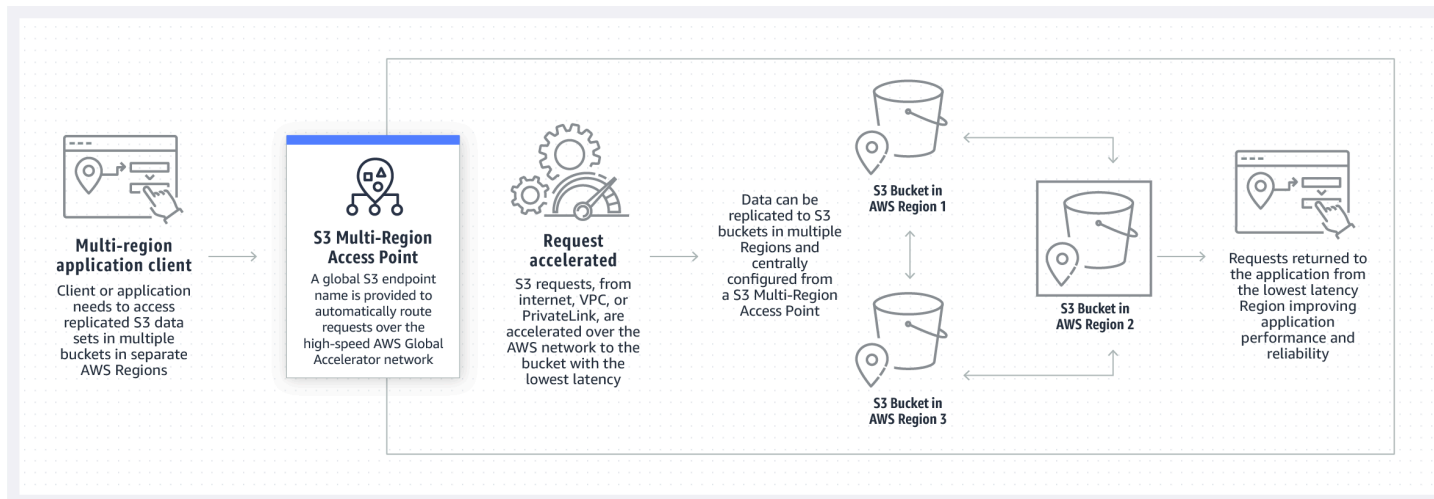 Multi-region
application client
Client or application
needs to access
replicated S3 data
sets in multiple
buckets in separate
AWS Regions
S3 Multi-Region
Access Point
A global S3 endpoint
name is provided to
automatically route
requests over the
high-speed AWS Global
Accelerator network
Request
accelerated
S3 requests, from
internet, VPC, or
PrivateLink, are
accelerated over the
AWS network to the
bucket with the
lowest latency
Data can be
replicated to S3
buckets in multiple
Regions and
centrally
configured from
a S3 Multi-Region
Access Point
S3 Bucket in
AWS Region 1
S3 Bucket in
AWS Region 3
S3 Bucket in
AWS Region 2
Requests returned to
the application from
the lowest latency
Region improving
application
performance and
reliability